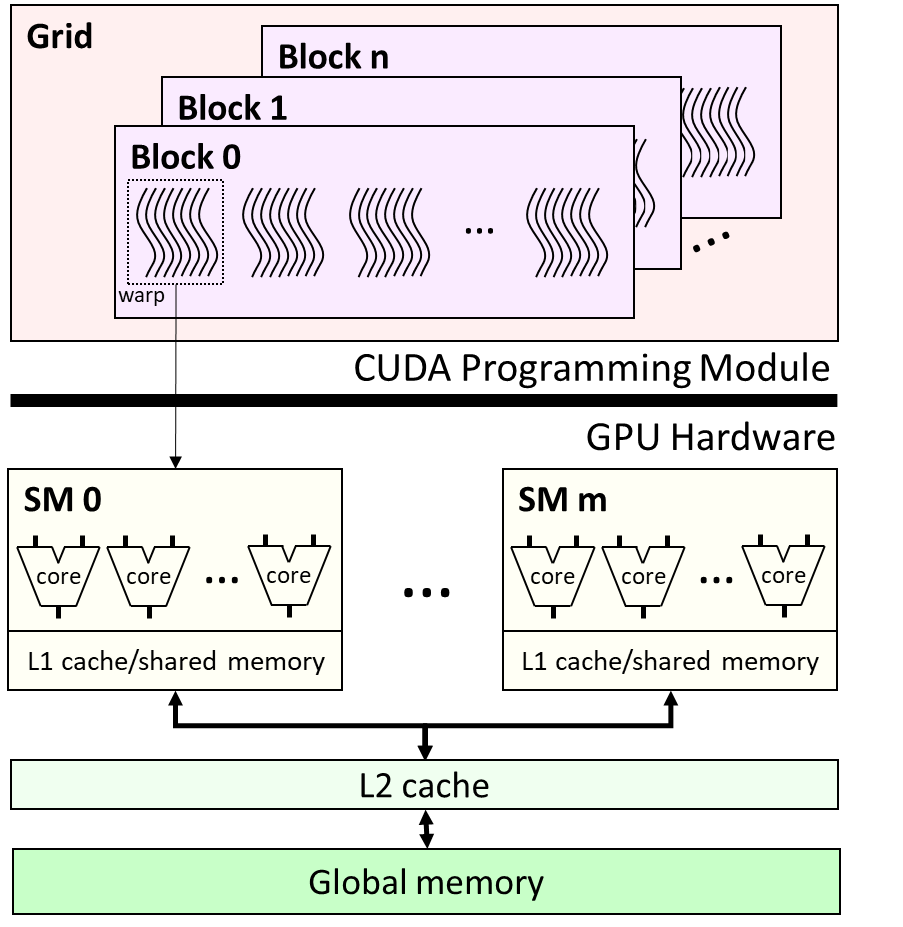 Grid
Block n
Block 1
Block 0
...
...
warp
CUDA Programming Module
GPU Hardware
SM 0
core core ... core
L1 cache/shared memory
...
SM m
core core ... core
L1 cache/shared memory
L2 cache
Global memory